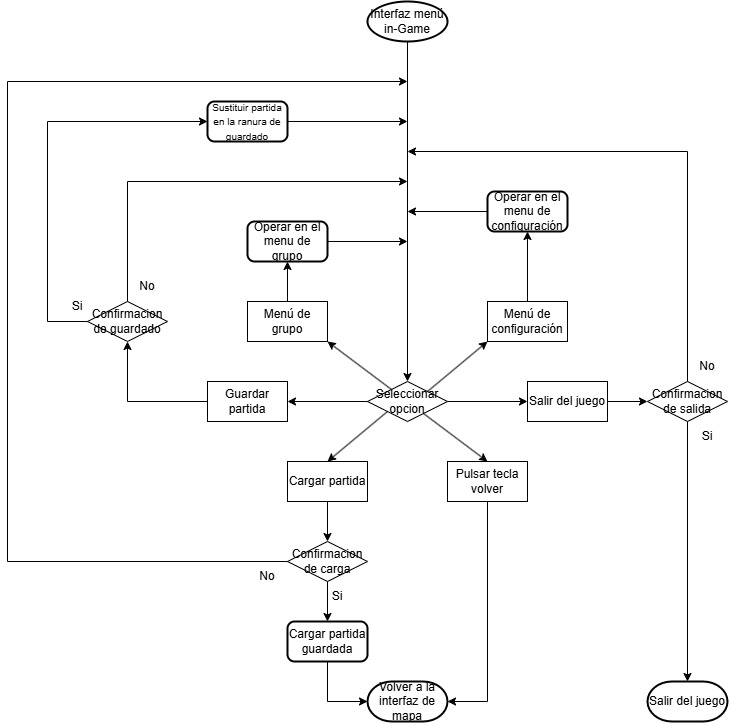 Interfaz menú
in-Game
Sustituir partida
en la ranura de
guardado
Operar en el
menu de
configuración
Operar en el
menu de
grupo
No
Si
Confirmacion
de guardado
Menú de
grupo
Menú de
configuración
No
Guardar
partida
Seleccionar
opcion
Salir del juego
Confirmacion
de salida
Si
Cargar partida
Pulsar tecla
volver
Confirmacion
de carga
No
Si
Cargar partida
guardada
Volver a la
interfaz de
mapa
Salir del juego